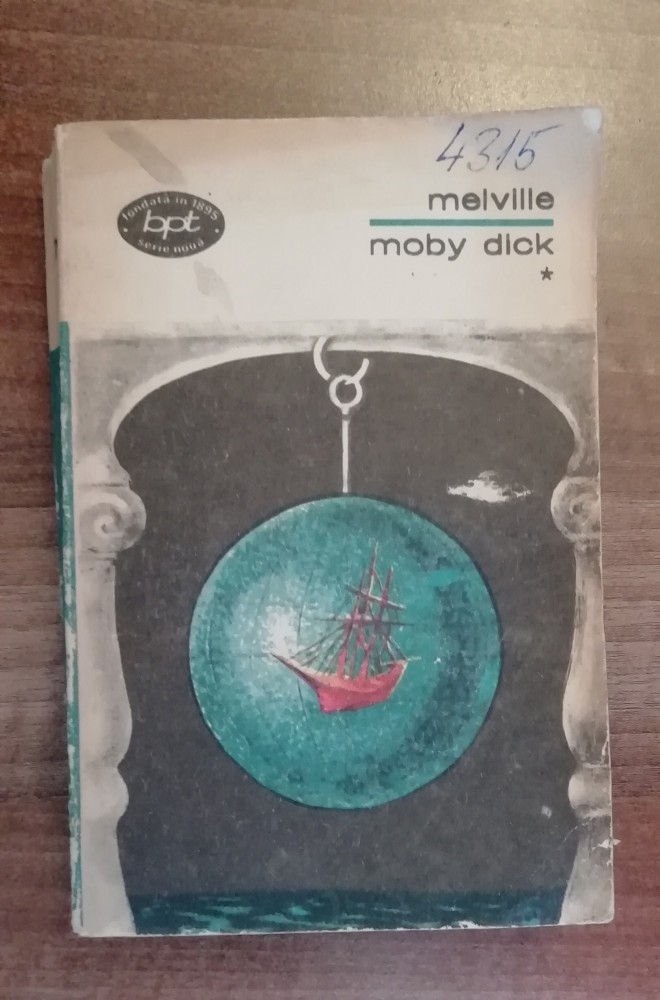 4315
fondată în 1895
bpt
serie nouă
melville
moby dick
*